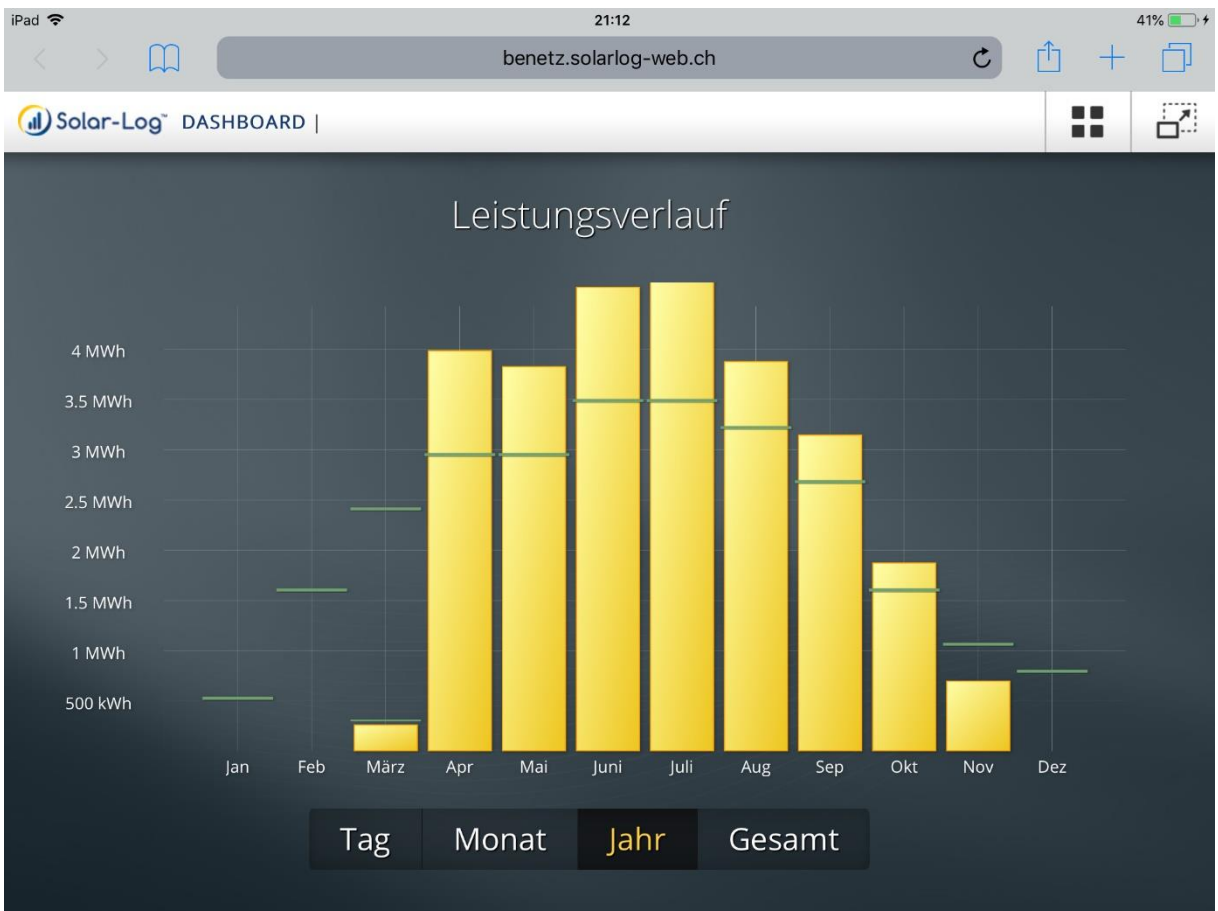 iPad 21:12 41%
benetz.solarlog-web.ch
Solar-Log™ DASHBOARD |
Leistungsverlauf
4 MWh
3.5 MWh
3 MWh
2.5 MWh
2 MWh
1.5 MWh
1 MWh
500 kWh
Jan Feb März Apr Mai Juni Juli Aug Sep Okt Nov Dez
Tag Monat Jahr Gesamt